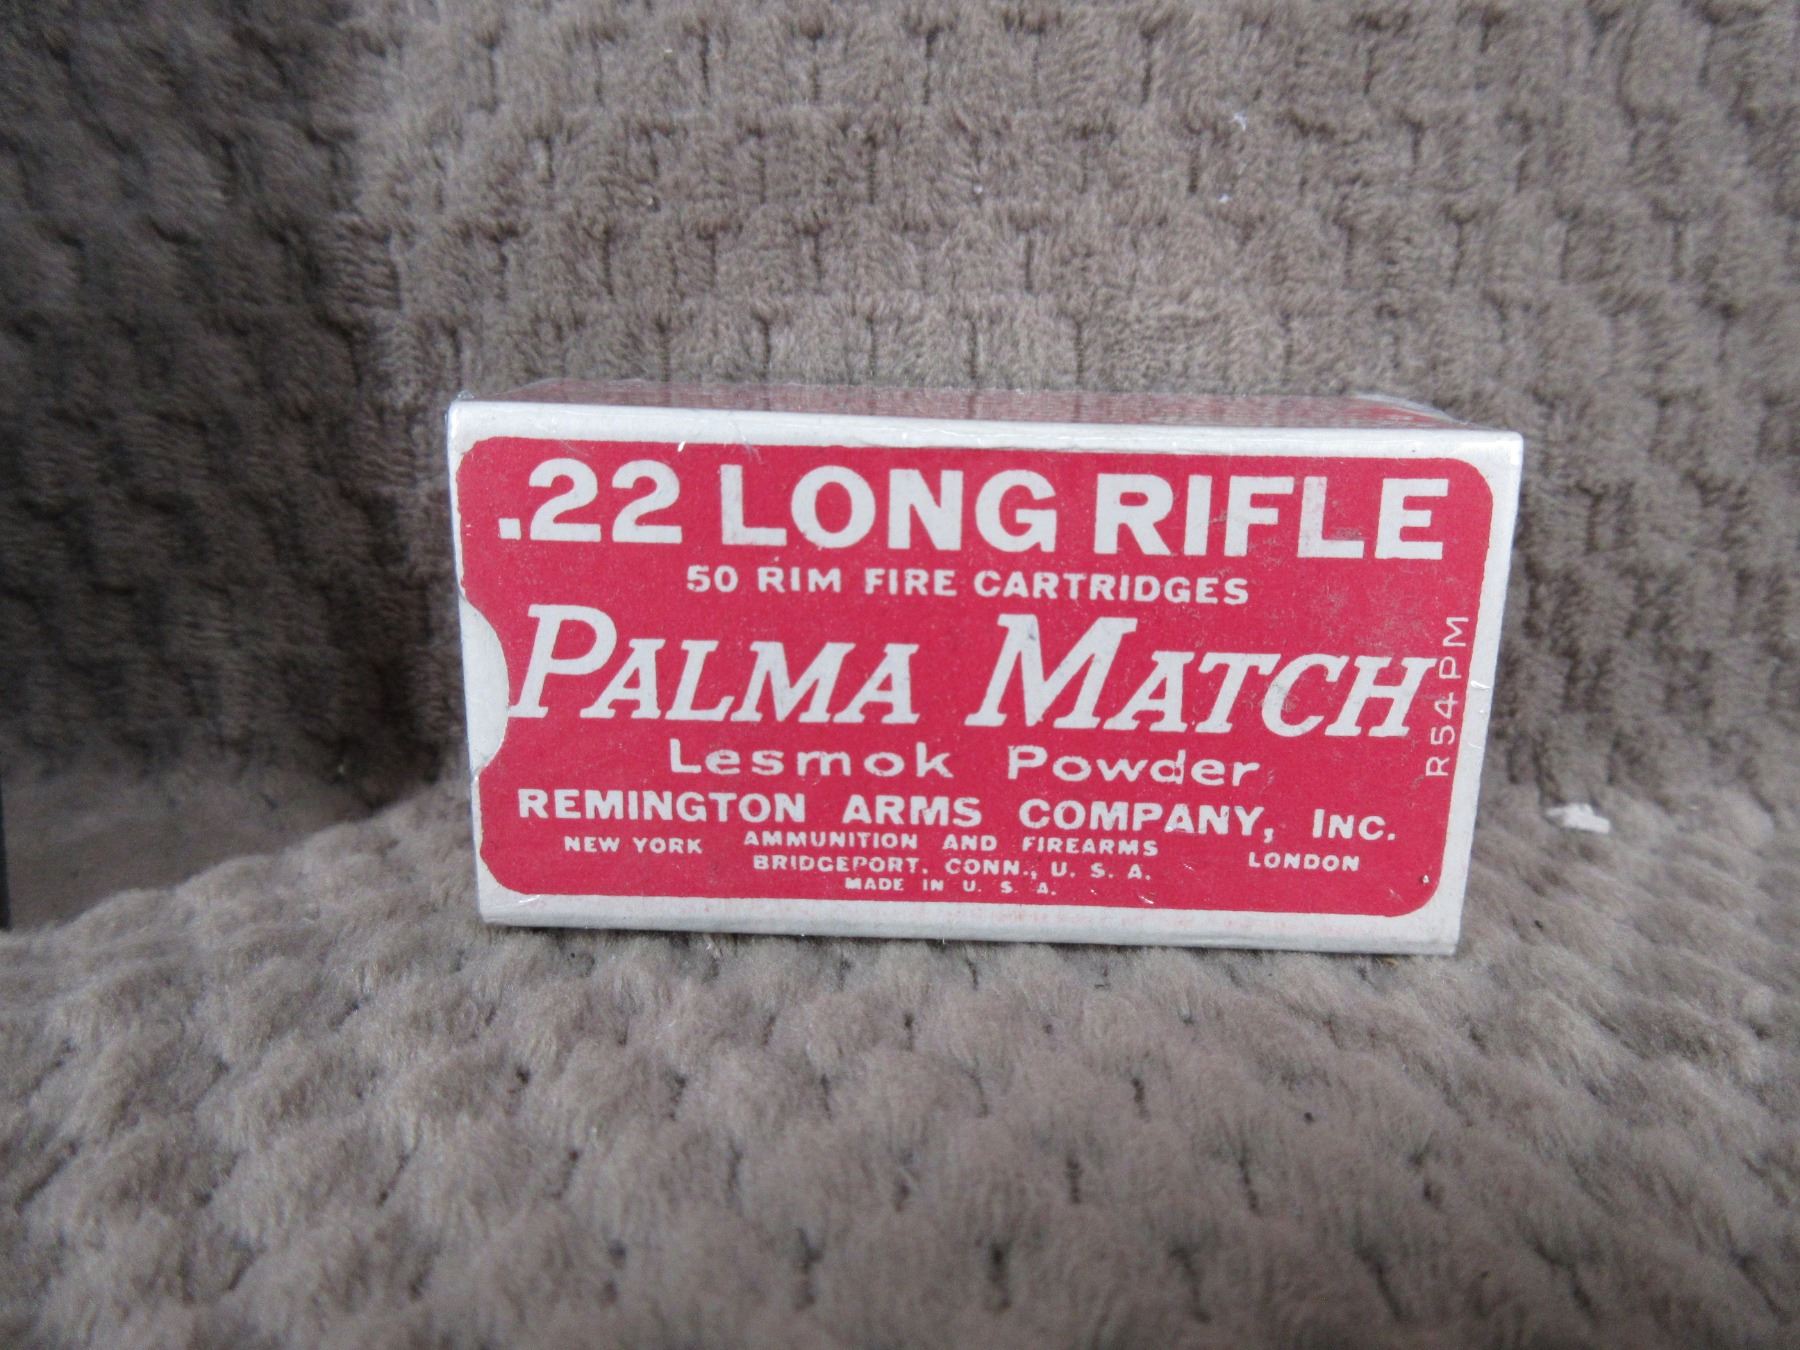 .22 LONG RIFLE
50 RIM FIRE CARTRIDGES
PALMA MATCH
Lesmok Powder
REMINGTON ARMS COMPANY, INC.
NEW YORK AMMUNITION AND FIREARMS LONDON
BRIDGEPORT, CONN., U. S. A.
MADE IN U. S. A.
R54PM